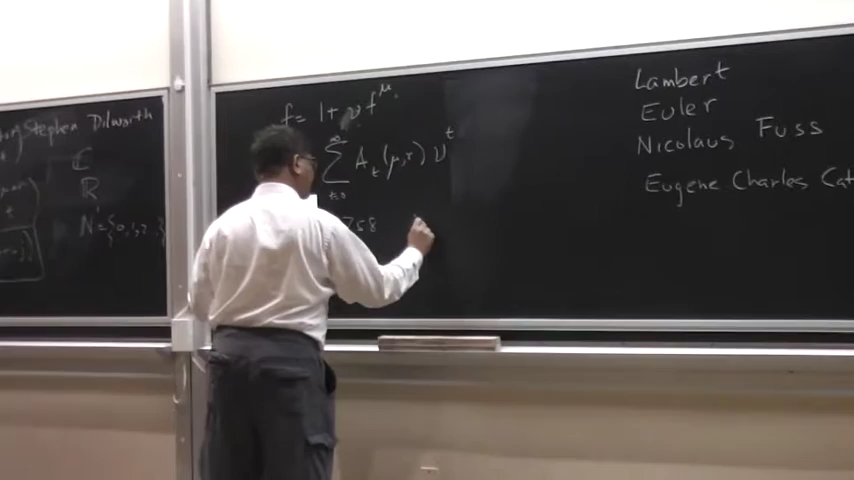 Stephen Dilworth
ℂ
ℝ
ℕ = {0, 1, 2
f = 1 + ν f^μ.
∞
∑ A_t (μ, r) ν^t
t=0
758
Lambert
Euler
Nicolaus Fuss
Eugene Charles Cat